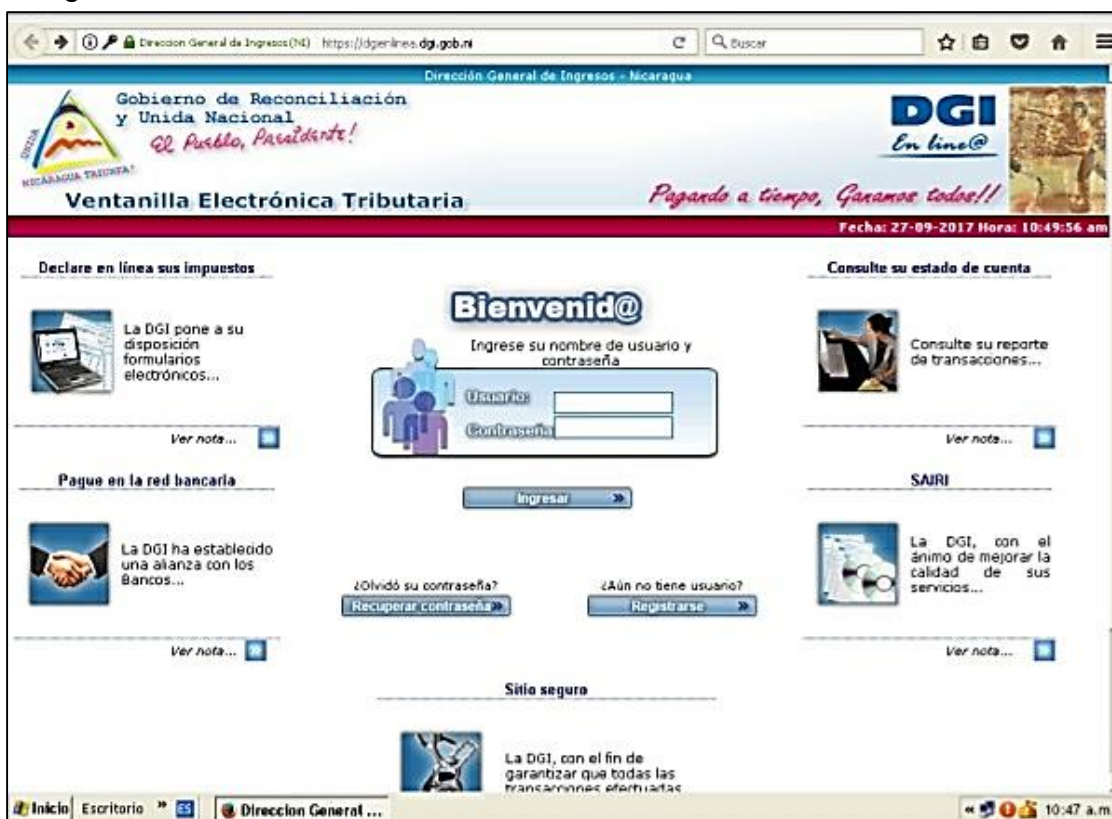 Direccion General de Ingresos (NI) https://dgienlinea.dgi.gob.ni
Buscar
Dirección General de Ingresos - Nicaragua
Gobierno de Reconciliación
y Unida Nacional
El Pueblo, Presidente!
UNIDA
NICARAGUA TRIUNFA!
DGI
En line@
Ventanilla Electrónica Tributaria
Pagando a tiempo, Ganamos todos!!
Fecha: 27-09-2017 Hora: 10:49:56 am
Declare en línea sus impuestos
La DGI pone a su
disposición
formularios
electrónicos...
Ver nota...
Pague en la red bancaria
La DGI ha establecido
una alianza con los
Bancos...
Ver nota...
Bienvenid@
Ingrese su nombre de usuario y
contraseña
Usuario:
Contraseña
Ingresar »
¿Olvidó su contraseña?
Recuperar contraseña»
¿Aún no tiene usuario?
Registrarse »
Consulte su estado de cuenta
Consulte su reporte
de transacciones...
Ver nota...
SAIRI
La DGI, con el
ánimo de mejorar la
calidad de sus
servicios...
Ver nota...
Sitio seguro
La DGI, con el fin de
garantizar que todas las
transacciones efectuadas
Inicio Escritorio » ES Direccion General ... « 10:47 a.m.